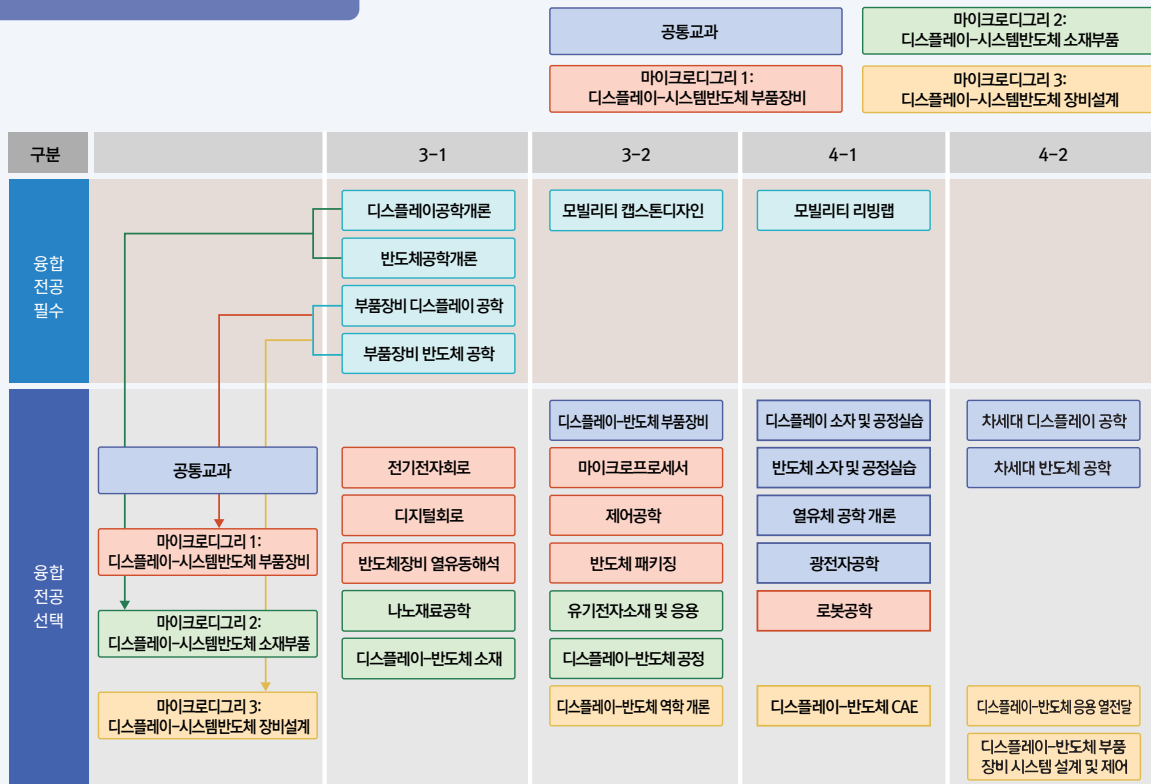 공통교과
마이크로디그리 2:
디스플레이-시스템반도체 소재부품
마이크로디그리 1:
디스플레이-시스템반도체 부품장비
마이크로디그리 3:
디스플레이-시스템반도체 장비설계
구분
3-1
3-2
4-1
4-2
융합
전공
필수
디스플레이공학개론
모빌리티 캡스톤디자인
모빌리티 리빙랩
반도체공학개론
부품장비 디스플레이 공학
부품장비 반도체 공학
융합
전공
선택
디스플레이-반도체 부품장비
디스플레이 소자 및 공정실습
차세대 디스플레이 공학
공통교과
전기전자회로
마이크로프로세서
반도체 소자 및 공정실습
차세대 반도체 공학
디지털회로
제어공학
열유체 공학 개론
마이크로디그리 1:
디스플레이-시스템반도체 부품장비
반도체장비 열유동해석
반도체 패키징
광전자공학
마이크로디그리 2:
디스플레이-시스템반도체 소재부품
나노재료공학
유기전자소재 및 응용
로봇공학
디스플레이-반도체 소재
디스플레이-반도체 공정
마이크로디그리 3:
디스플레이-시스템반도체 장비설계
디스플레이-반도체 역학 개론
디스플레이-반도체 CAE
디스플레이-반도체 응용 열전달
디스플레이-반도체 부품
장비 시스템 설계 및 제어